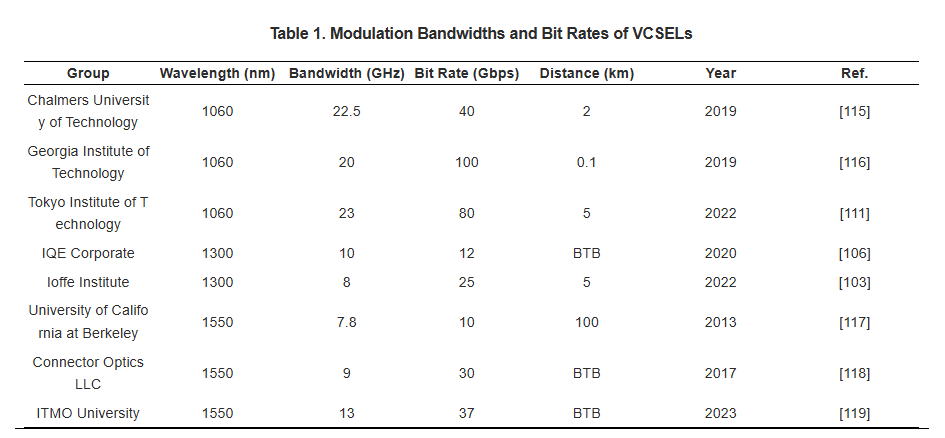 Table 1. Modulation Bandwidths and Bit Rates of VCSELs
Group Wavelength (nm) Bandwidth (GHz) Bit Rate (Gbps) Distance (km) Year Ref.
Chalmers Universit
y of Technology 1060 22.5 40 2 2019 [115]
Georgia Institute of
Technology 1060 20 100 0.1 2019 [116]
Tokyo Institute of T
echnology 1060 23 80 5 2022 [111]
IQE Corporate 1300 10 12 BTB 2020 [106]
Ioffe Institute 1300 8 25 5 2022 [103]
University of Califo
rnia at Berkeley 1550 7.8 10 100 2013 [117]
Connector Optics
LLC 1550 9 30 BTB 2017 [118]
ITMO University 1550 13 37 BTB 2023 [119]